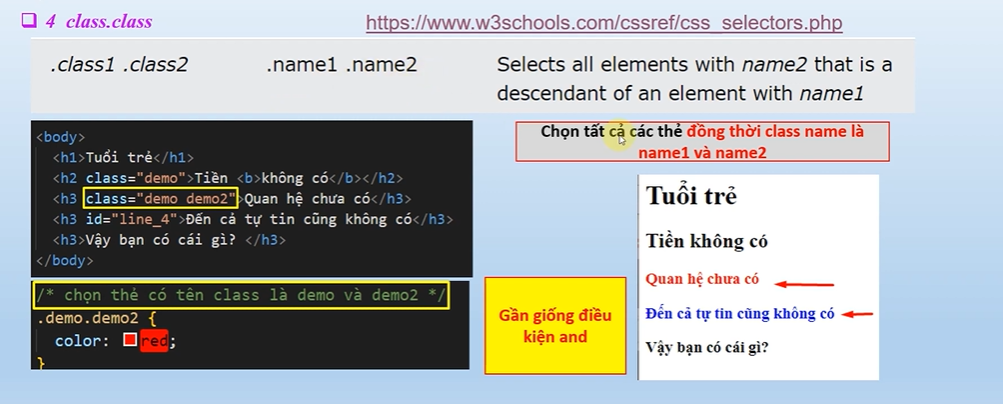 ❑ 4 class.class
https://www.w3schools.com/cssref/css_selectors.php
.class1 .class2 .name1 .name2 Selects all elements with name2 that is a
descendant of an element with name1
<body>
<h1>Tuổi trẻ</h1>
<h2 class="demo">Tiền <b>không có</b></h2>
<h3 class="demo demo2">Quan hệ chưa có</h3>
<h3 id="line_4">Đến cả tự tin cũng không có</h3>
<h3>Vậy bạn có cái gì? </h3>
</body>
/* chọn thẻ có tên class là demo và demo2 */
.demo.demo2 {
color: red;
}
Chọn tất cả các thẻ đồng thời class name là
name1 và name2
Gần giống điều
kiện and
Tuổi trẻ
Tiền không có
Quan hệ chưa có
Đến cả tự tin cũng không có
Vậy bạn có cái gì?